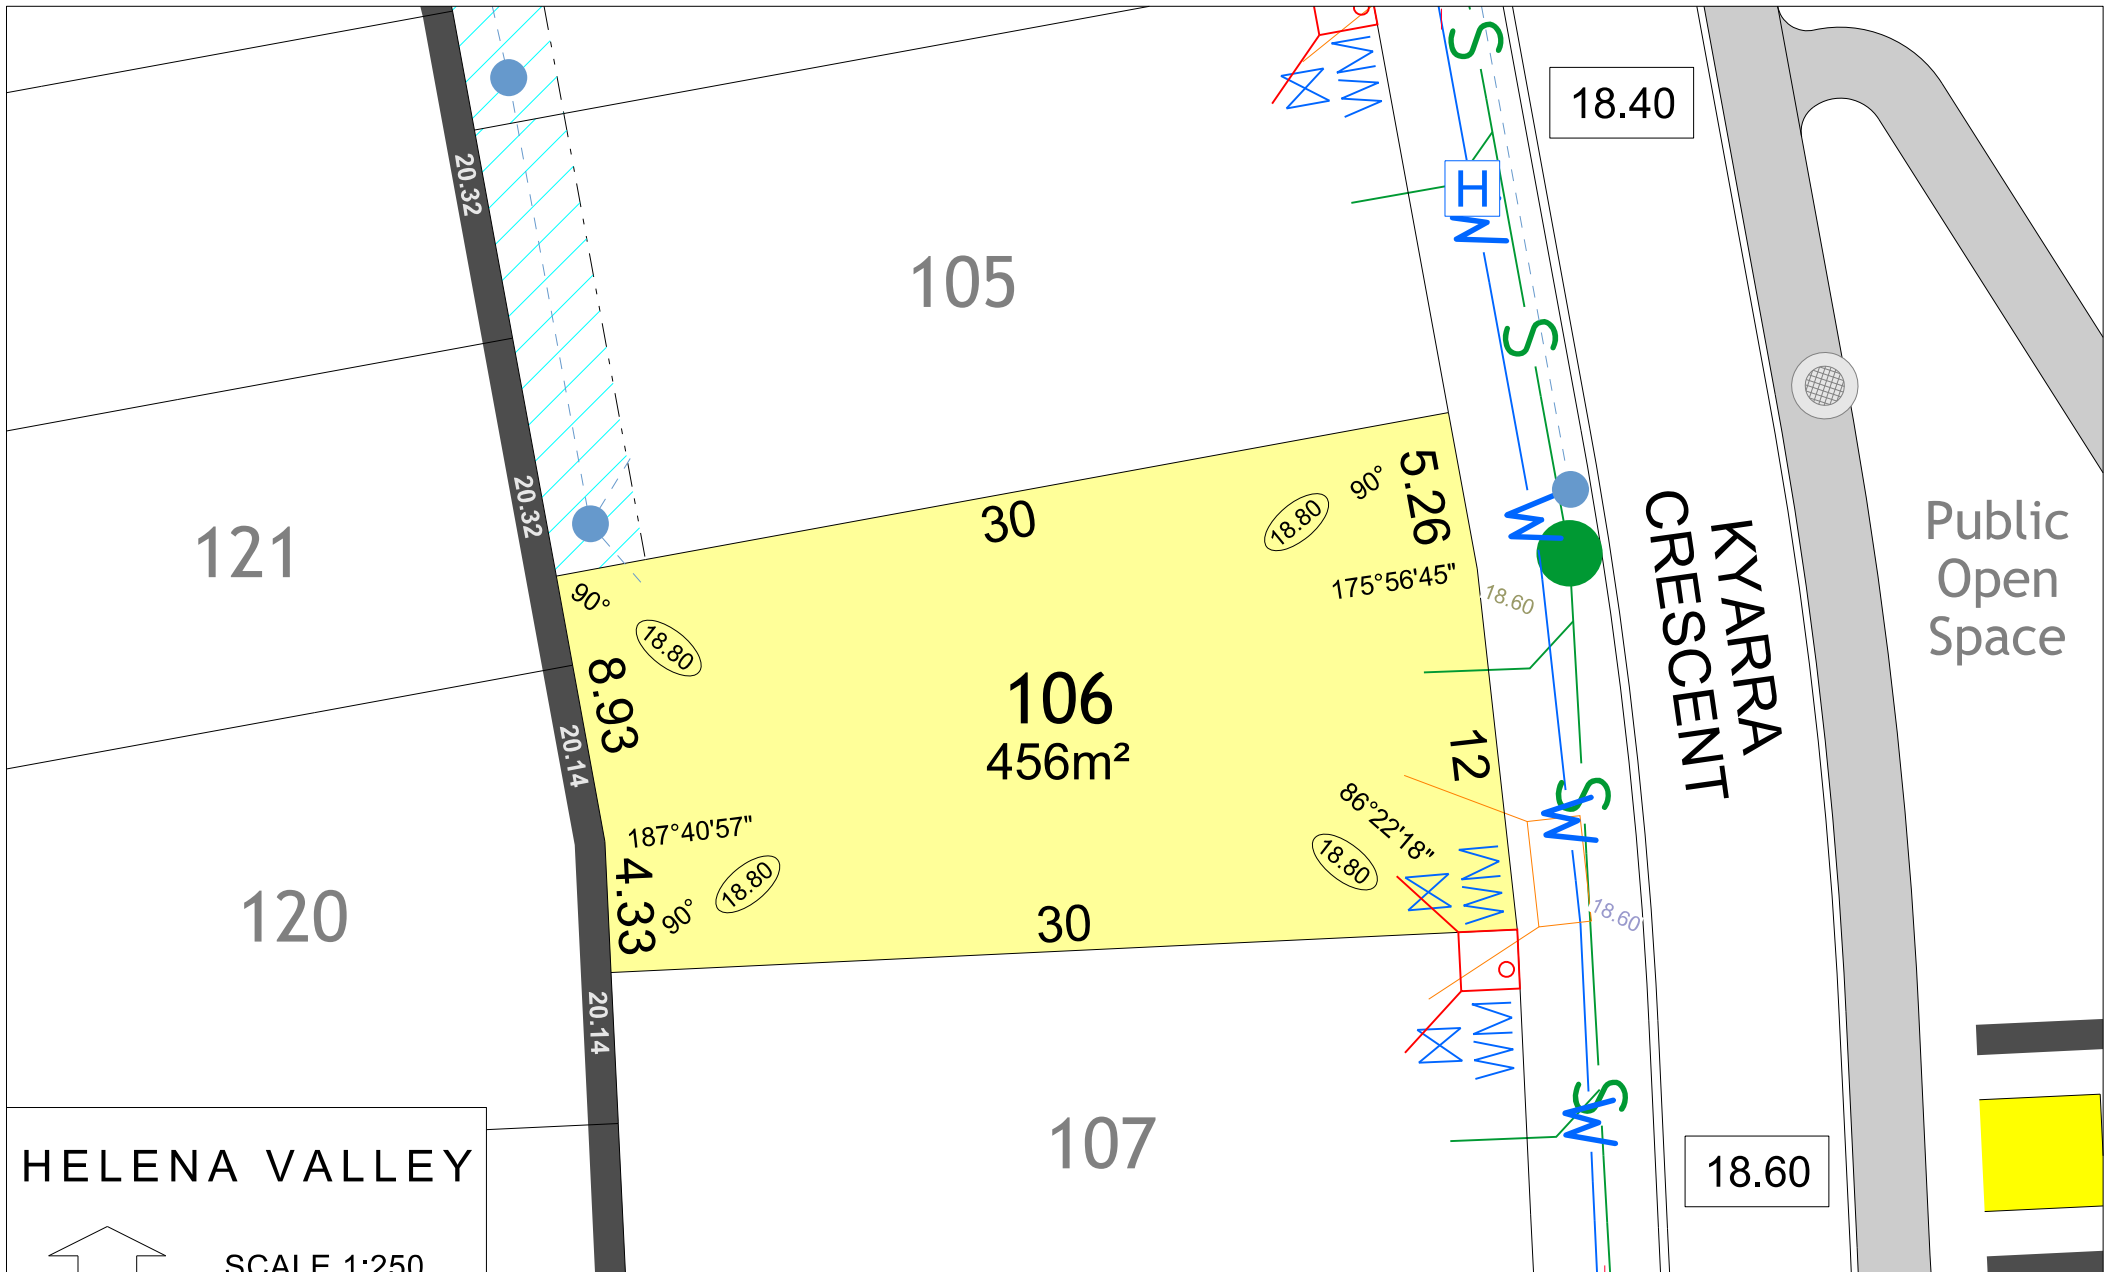 18.40
S
20.32
H
W
105
S
20.32
30
18.80
90°
5.26
W
KYARRA
CRESCENT
Public
Open
Space
121
90°
18.80
175°56'45"
18.60
8.93
106
456m²
12
20.14
187°40'57"
4.33
90°
18.80
86°22'18"
18.80
S
W
30
18.60
120
20.14
107
S
W
18.60
HELENA VALLEY
SCALE 1:250